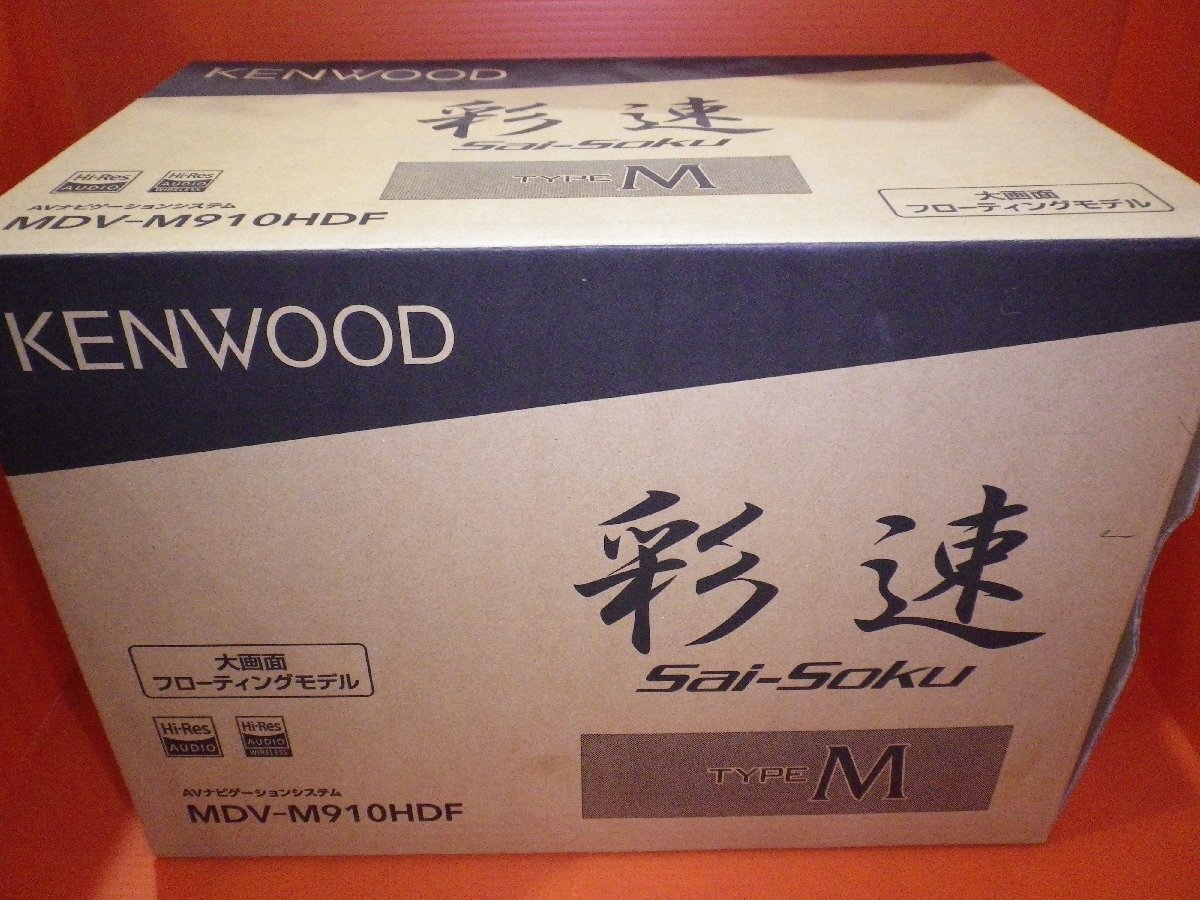 KENWOOD
彩速
Sai-Soku
TYPE M
Hi-Res
AUDIO
Hi-Res
AUDIO
WIRELESS
AVナビゲーションシステム
MDV-M910HDF
大画面
フローティングモデル
KENWOOD
彩速
Sai-Soku
大画面
フローティングモデル
Hi-Res
AUDIO
Hi-Res
AUDIO
WIRELESS
TYPE M
AVナビゲーションシステム
MDV-M910HDF